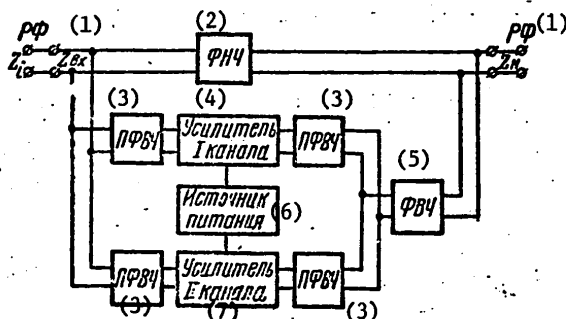 РФ (1)
(2)
РФ (1)
Zi
Zвх
ФНЧ
Zн
(3)
(4)
(3)
ПФВЧ
Усилитель
I канала
ПФВЧ
(5)
ФВЧ
Источник
питания
(6)
ПФВЧ
Усилитель
II канала
ПФВЧ
(3)
(7)
(3)